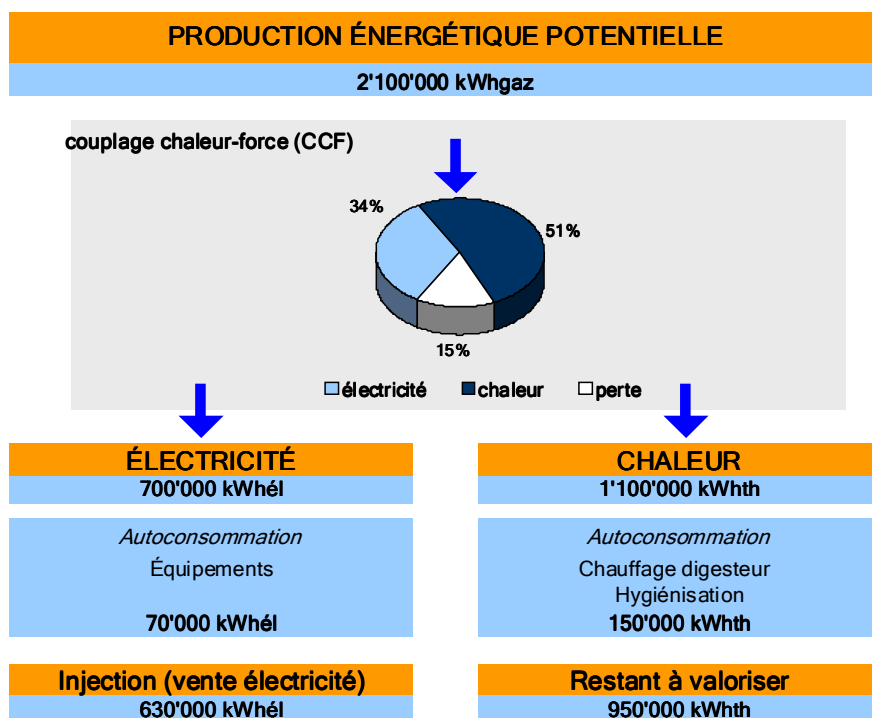 PRODUCTION ÉNERGÉTIQUE POTENTIELLE
2'100'000 kWhgaz
couplage chaleur-force (CCF)
34%
51%
15%
électricité chaleur perte
ÉLECTRICITÉ
700'000 kWhél
Autoconsommation
Équipements
70'000 kWhél
Injection (vente électricité)
630'000 kWhél
CHALEUR
1'100'000 kWhth
Autoconsommation
Chauffage digesteur
Hygiénisation
150'000 kWhth
Restant à valoriser
950'000 kWhth